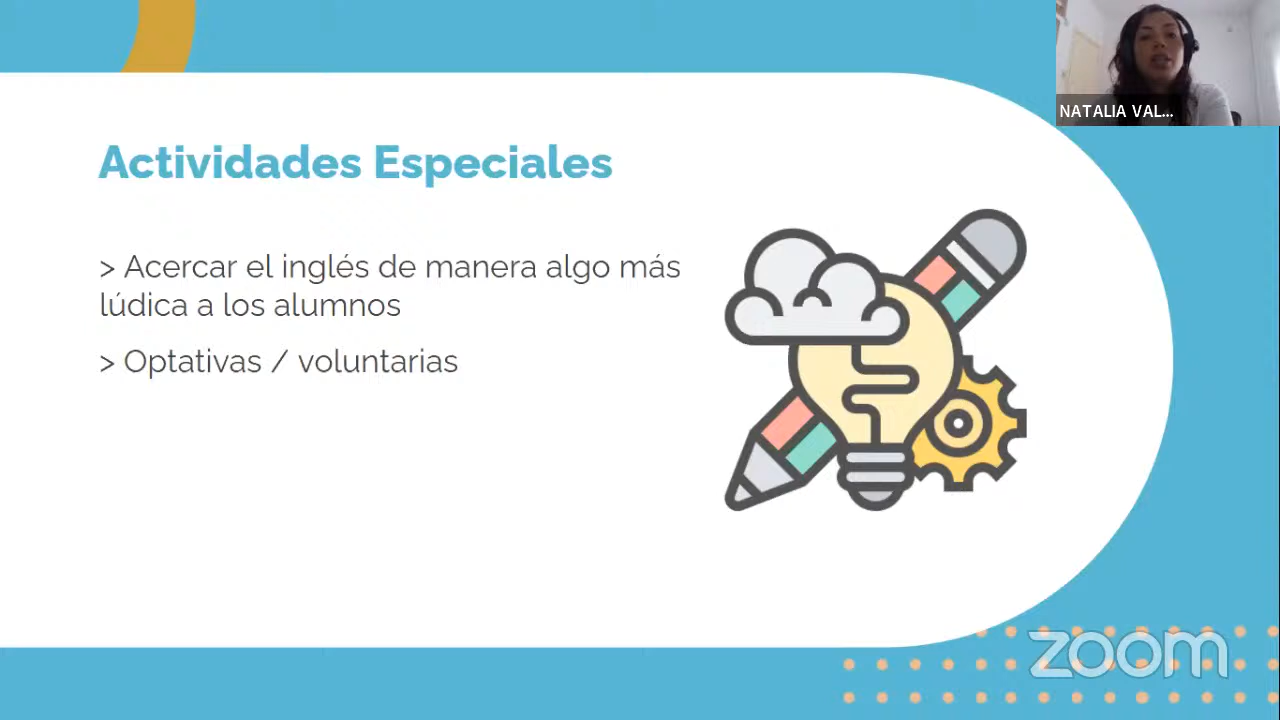 NATALIA VAL...
Actividades Especiales
> Acercar el inglés de manera algo más
lúdica a los alumnos
> Optativas / voluntarias
zoom